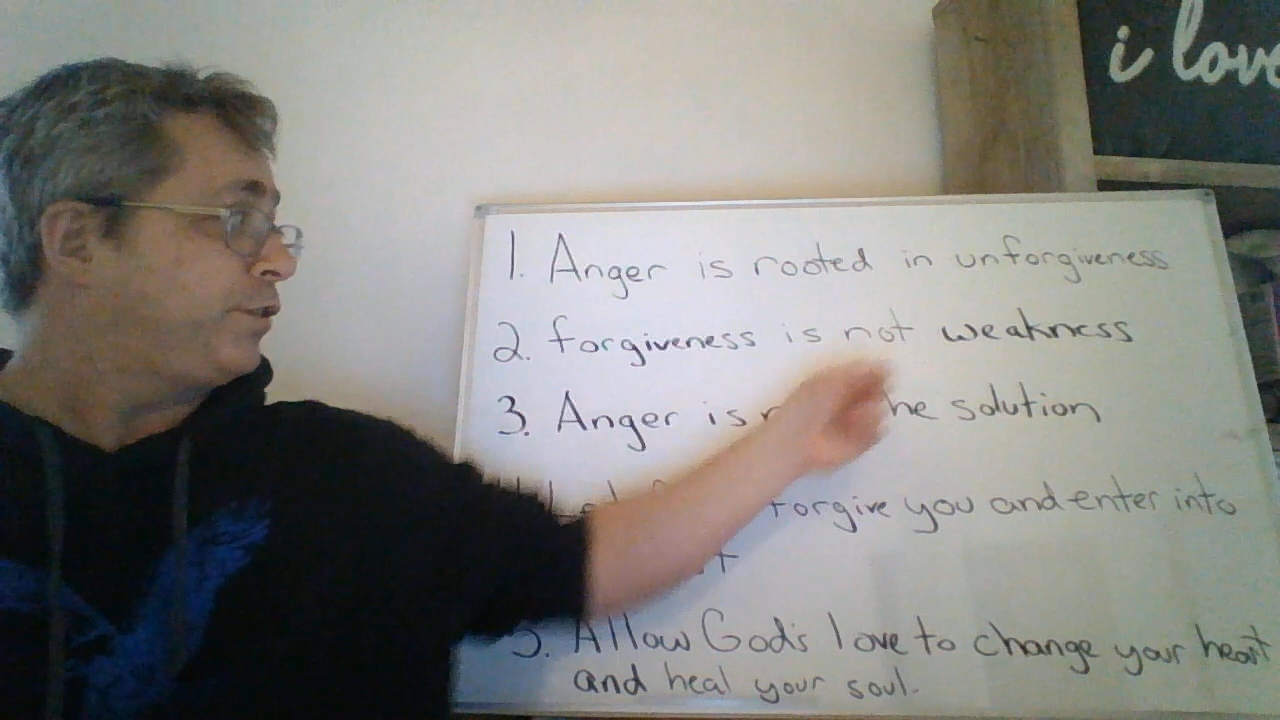 i love
1. Anger is rooted in unforgiveness
2. forgiveness is not weakness
3. Anger is he solution
forgive you and enter into
5. Allow God's love to change your heart
and heal your soul.